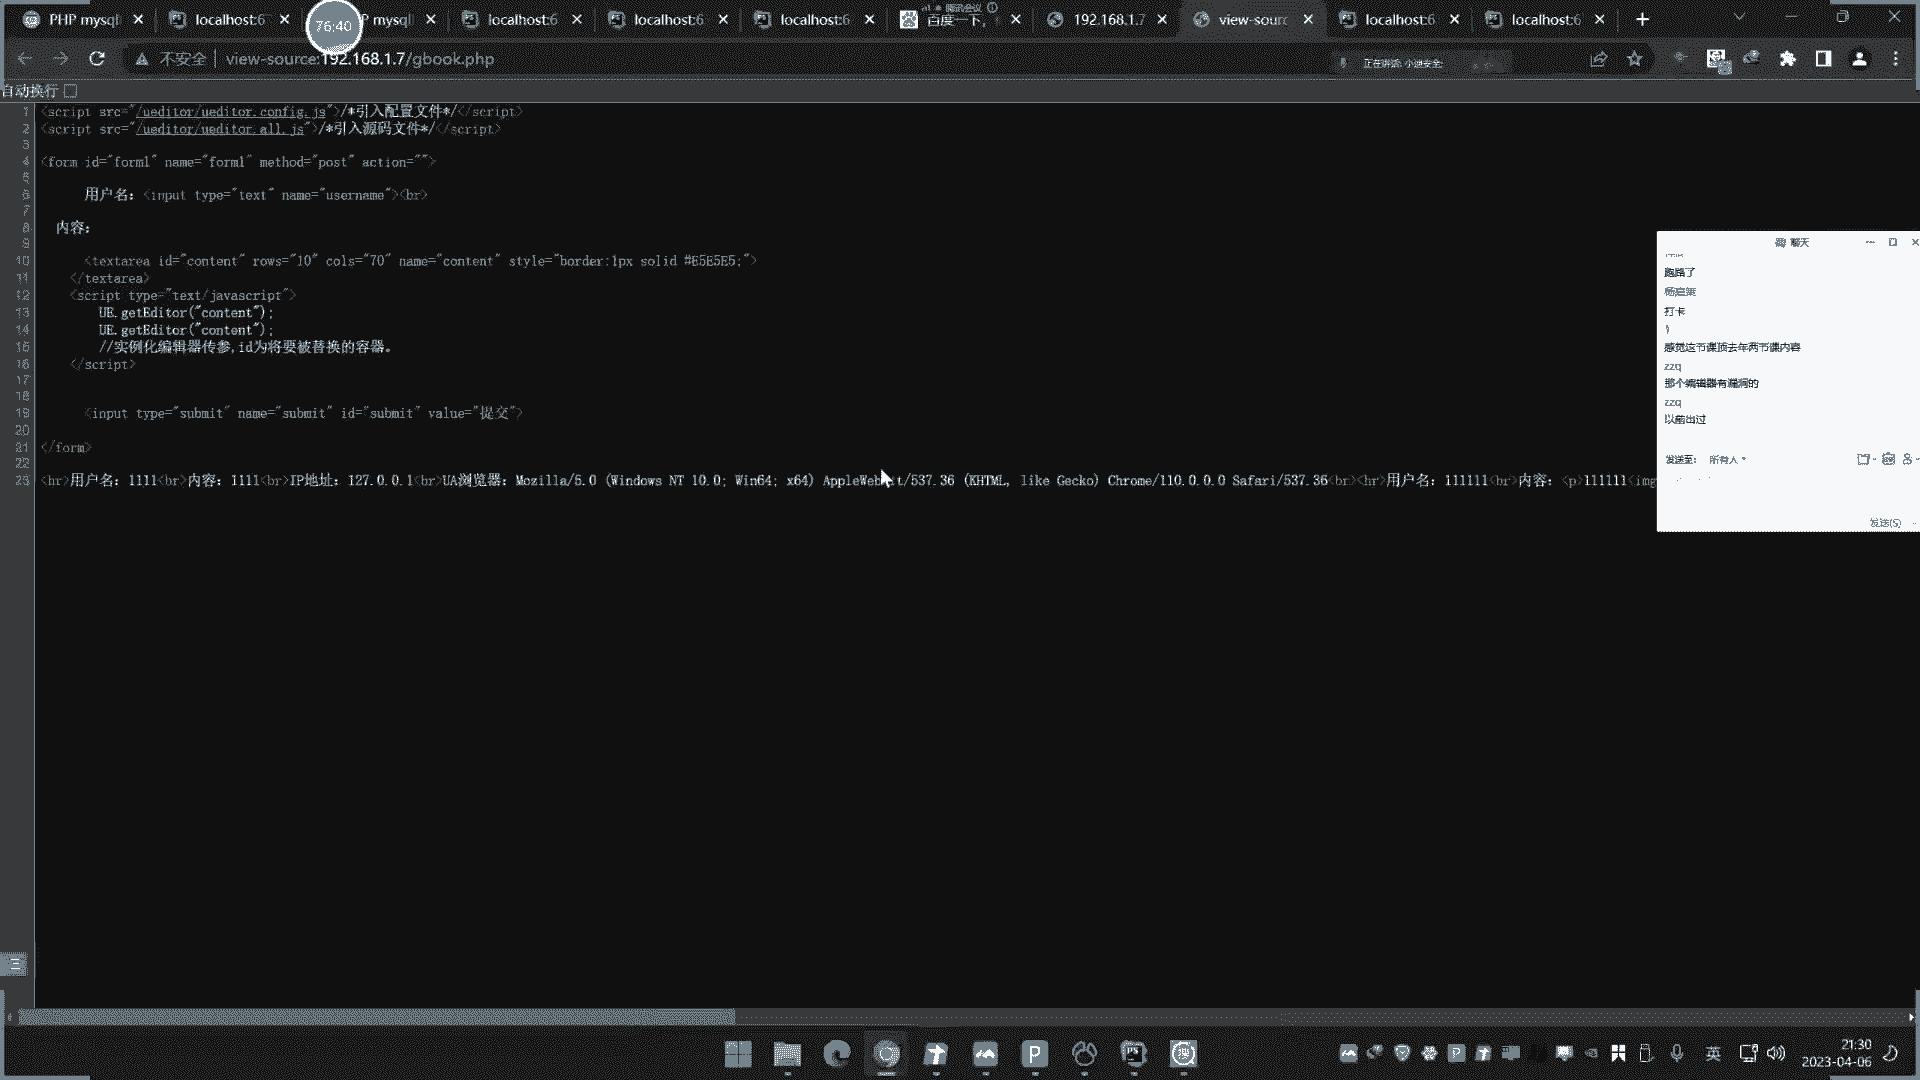 PHP mysql
localhost:6
76:40
P mysql
localhost:6
localhost:6
localhost:6
腾讯会议
百度一下,
192.168.1.7
view-sourc
localhost:6
localhost:6
不安全
view-source:192.168.1.7/gbook.php
正在讲话: 小迪安全;
自动换行
1 <script src="/ueditor/ueditor.config.js">/*引入配置文件*/</script>
2 <script src="/ueditor/ueditor.all.js">/*引入源码文件*/</script>
3
4 <form id="form1" name="form1" method="post" action="">
5
6 用户名：<input type="text" name="username"><br>
7
8 内容：
9
10 <textarea id="content" rows="10" cols="70" name="content" style="border:1px solid #E5E5E5;">
11 </textarea>
12 <script type="text/javascript">
13 UE.getEditor("content");
14 UE.getEditor("content");
15 //实例化编辑器传参,id为将要被替换的容器。
16 </script>
17
18
19 <input type="submit" name="submit" id="submit" value="提交">
20
21 </form>
22
23 <hr>用户名：1111<br>内容：1111<br>IP地址：127.0.0.1<br>UA浏览器：Mozilla/5.0 (Windows NT 10.0; Win64; x64) AppleWebKit/537.36 (KHTML, like Gecko) Chrome/110.0.0.0 Safari/537.36<br><hr>用户名：111111<br>内容：<p>111111<img
聊天
跑路了
打卡
感觉这节课顶去年两节课内容
zzq
那个编辑器有漏洞的
zzq
以前出过
发送至:
所有人
发送(S)
英
21:30
2023-04-06